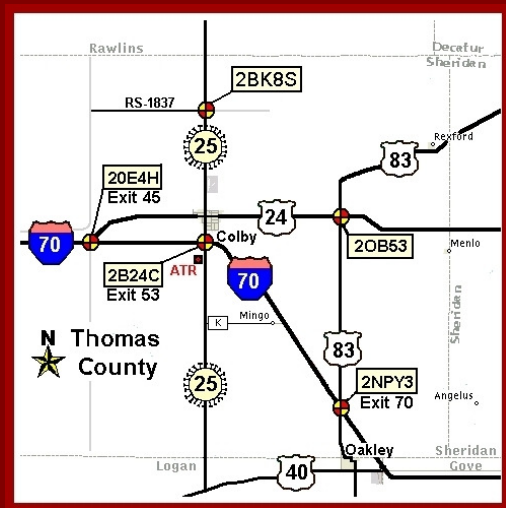 Rawlins
Decatur
Sheridan
2BK8S
RS-1837
25
Rexford
83
20E4H
Exit 45
24
70
Colby
2OB53
Menlo
2B24C
Exit 53
ATR
70
K
Mingo
N Thomas
County
83
Sheridan
25
2NPY3
Exit 70
Angelus
Oakley
Logan
40
Sheridan
Gove